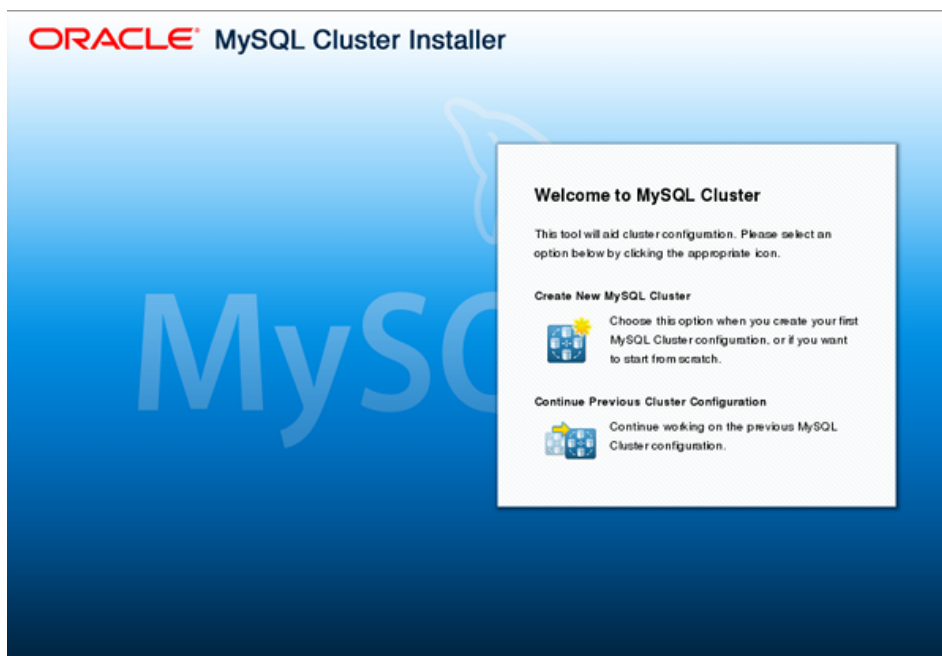 ORACLE® MySQL Cluster Installer
MySQ
Welcome to MySQL Cluster
This tool will aid cluster configuration. Please select an
option below by clicking the appropriate icon.
Create New MySQL Cluster
Choose this option when you create your first
MySQL Cluster configuration, or if you want
to start from scratch.
Continue Previous Cluster Configuration
Continue working on the previous MySQL
Cluster configuration.